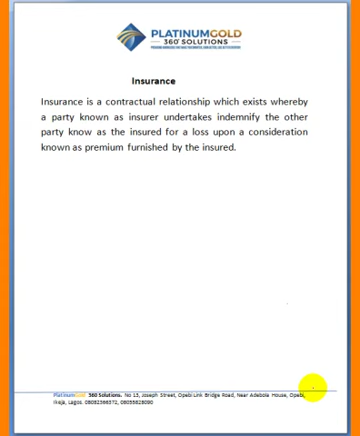 PLATINUMGOLD
360° SOLUTIONS
Insurance
Insurance is a contractual relationship which exists whereby
a party known as insurer undertakes indemnify the other
party know as the insured for a loss upon a consideration
known as premium furnished by the insured.
PlatinumGold 360 Solutions. No 13, Joseph Street, Opebi Link Bridge Road, Near Adebola House, Opebi,
Ikeja, Lagos.